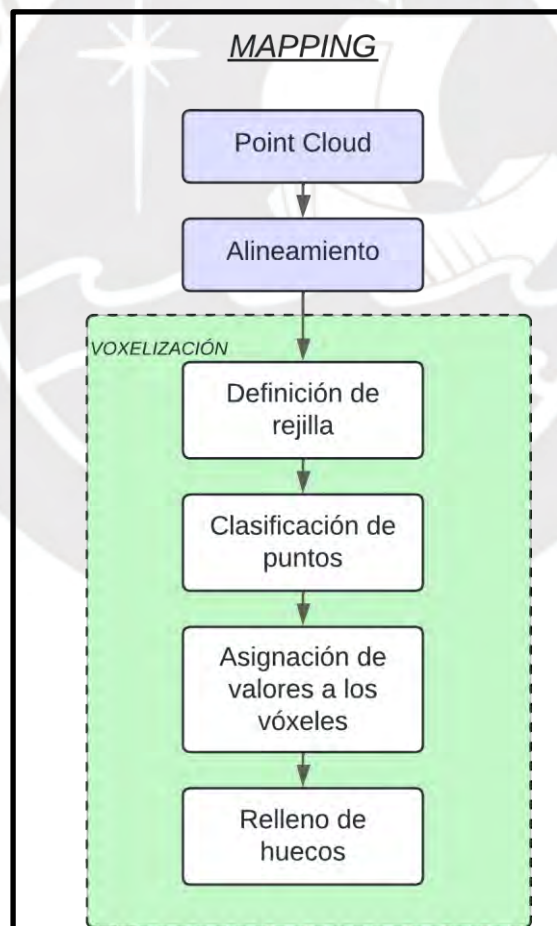 MAPPING
Point Cloud
Alineamiento
VOXELIZACIÓN
Definición de
rejilla
Clasificación de
puntos
Asignación de
valores a los
vóxeles
Relleno de
huecos